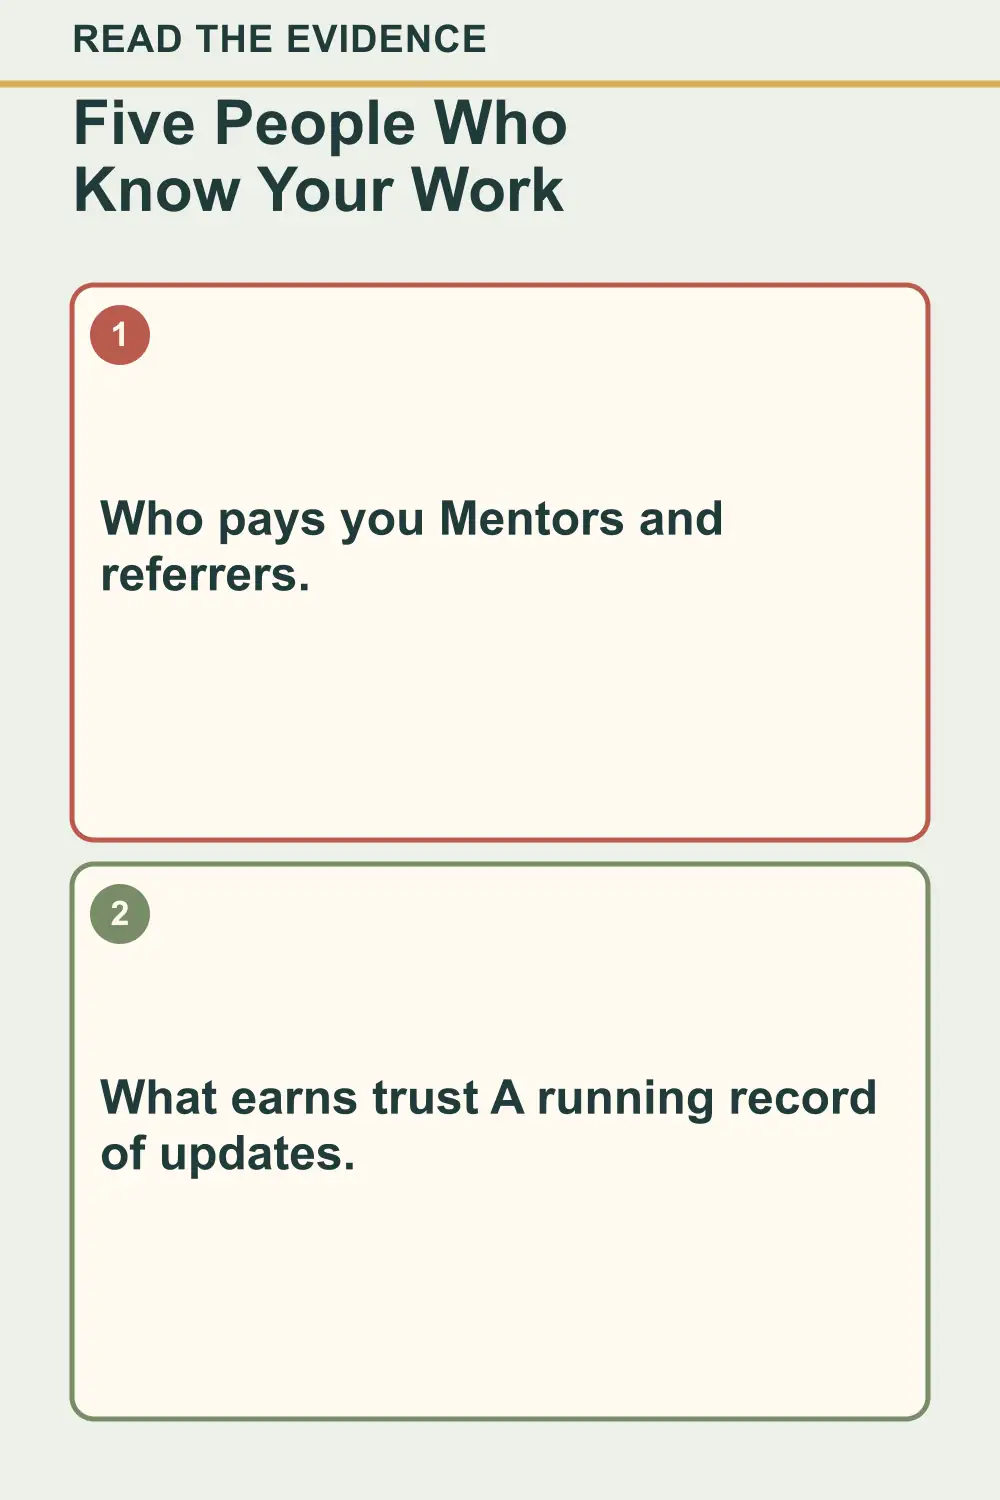 READ THE EVIDENCE
Five People Who
Know Your Work
1
Who pays you Mentors and
referrers.
2
What earns trust A running record
of updates.